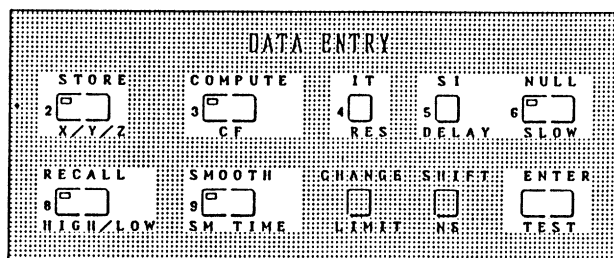 DATA ENTRY
STORE COMPUTE IT SI NULL
2 3 4 5 6
X/Y/Z CF RES DELAY SLOW
RECALL SMOOTH CHANGE SHIFT ENTER
8 9
HIGH/LOW SM TIME LIMIT NS TEST